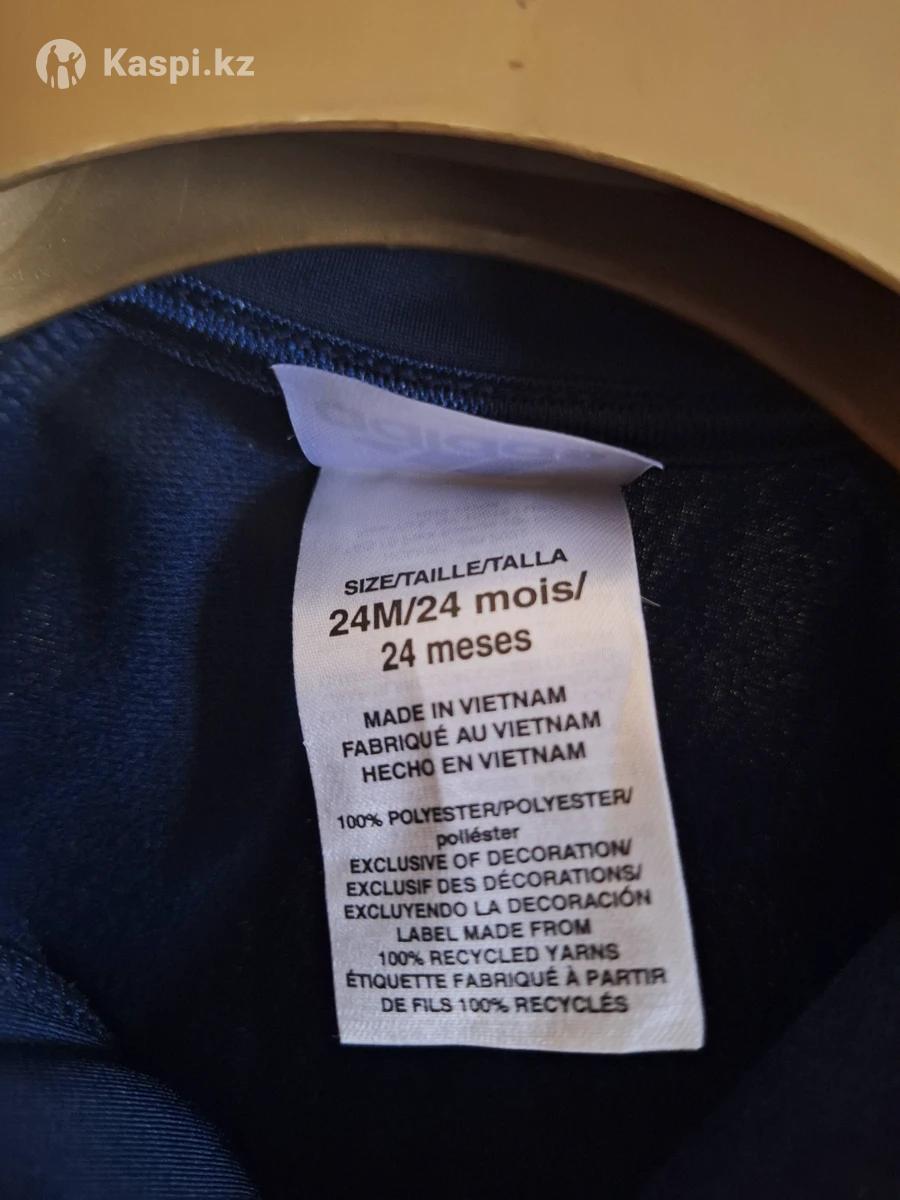 Kaspi.kz
adidas
SIZE/TAILLE/TALLA
24M/24 mois/
24 meses
MADE IN VIETNAM
FABRIQUÉ AU VIETNAM
HECHO EN VIETNAM
100% POLYESTER/POLYESTER/
poliéster
EXCLUSIVE OF DECORATION/
EXCLUSIF DES DÉCORATIONS/
EXCLUYENDO LA DECORACIÓN
LABEL MADE FROM
100% RECYCLED YARNS
ÉTIQUETTE FABRIQUÉ À PARTIR
DE FILS 100% RECYCLÉS